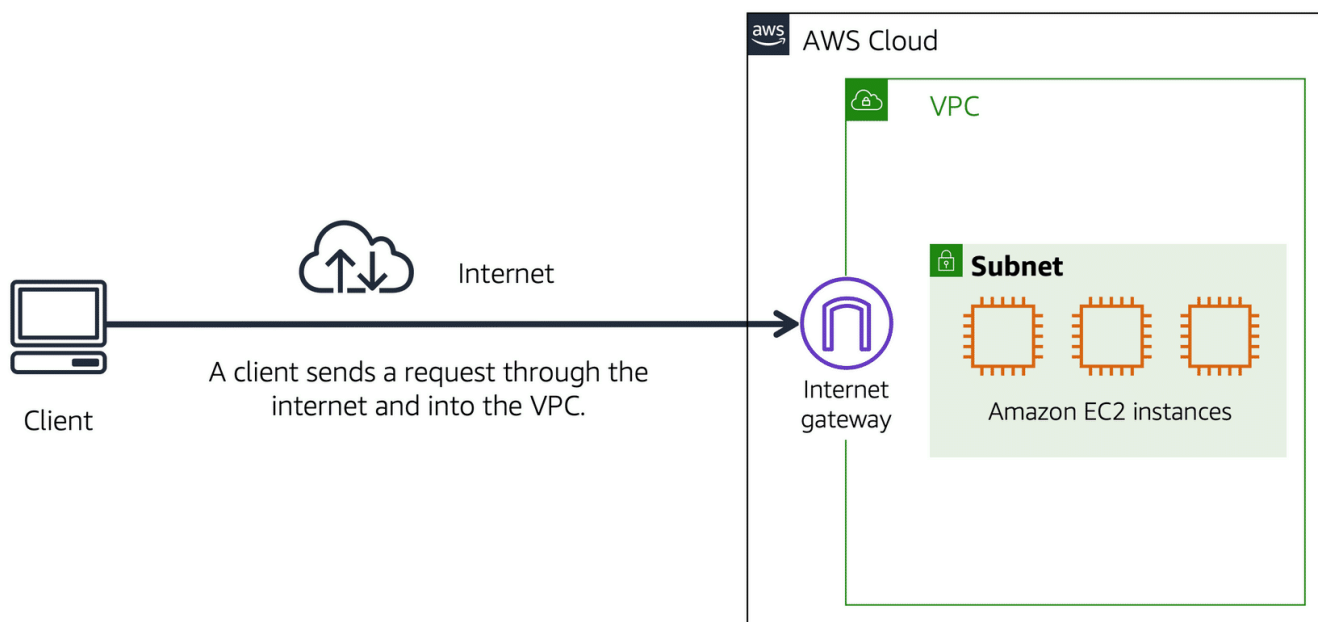 aws
AWS Cloud
VPC
Internet
Subnet
A client sends a request through the
internet and into the VPC.
Client
Internet
gateway
Amazon EC2 instances